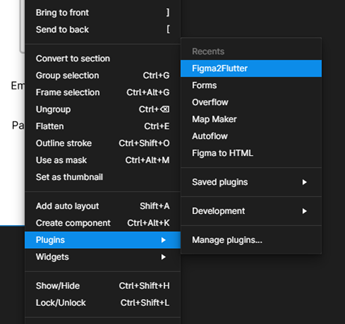 Bring to front ]
Send to back [
Convert to section
Group selection Ctrl+G
Frame selection Ctrl+Alt+G
Ungroup Ctrl+⌫
Flatten Ctrl+E
Outline stroke Ctrl+Shift+O
Use as mask Ctrl+Alt+M
Set as thumbnail
Add auto layout Shift+A
Create component Ctrl+Alt+K
Plugins
Widgets
Show/Hide Ctrl+Shift+H
Lock/Unlock Ctrl+Shift+L
Recents
Figma2Flutter
Forms
Overflow
Map Maker
Autoflow
Figma to HTML
Saved plugins
Development
Manage plugins...
Em
Pa